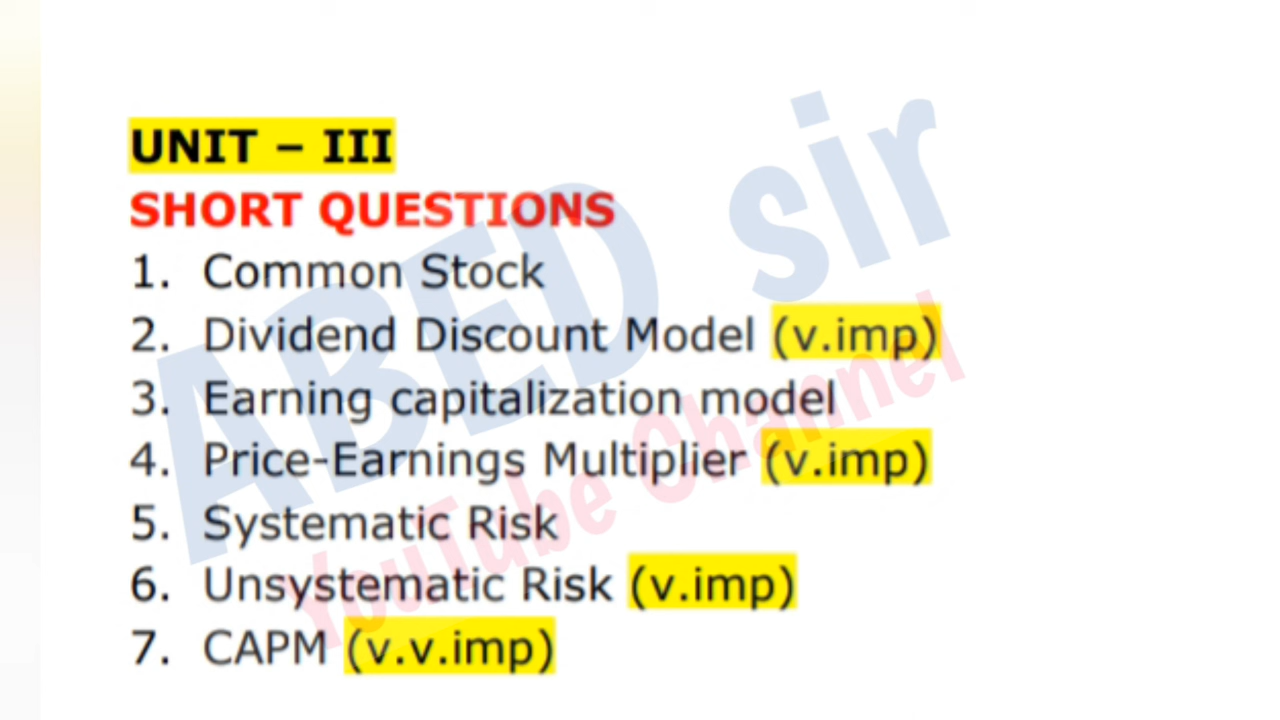 UNIT – III
SHORT QUESTIONS
1. Common Stock
2. Dividend Discount Model (v.imp)
3. Earning capitalization model
4. Price-Earnings Multiplier (v.imp)
5. Systematic Risk
6. Unsystematic Risk (v.imp)
7. CAPM (v.v.imp)
ABED sir
YouTube Channel